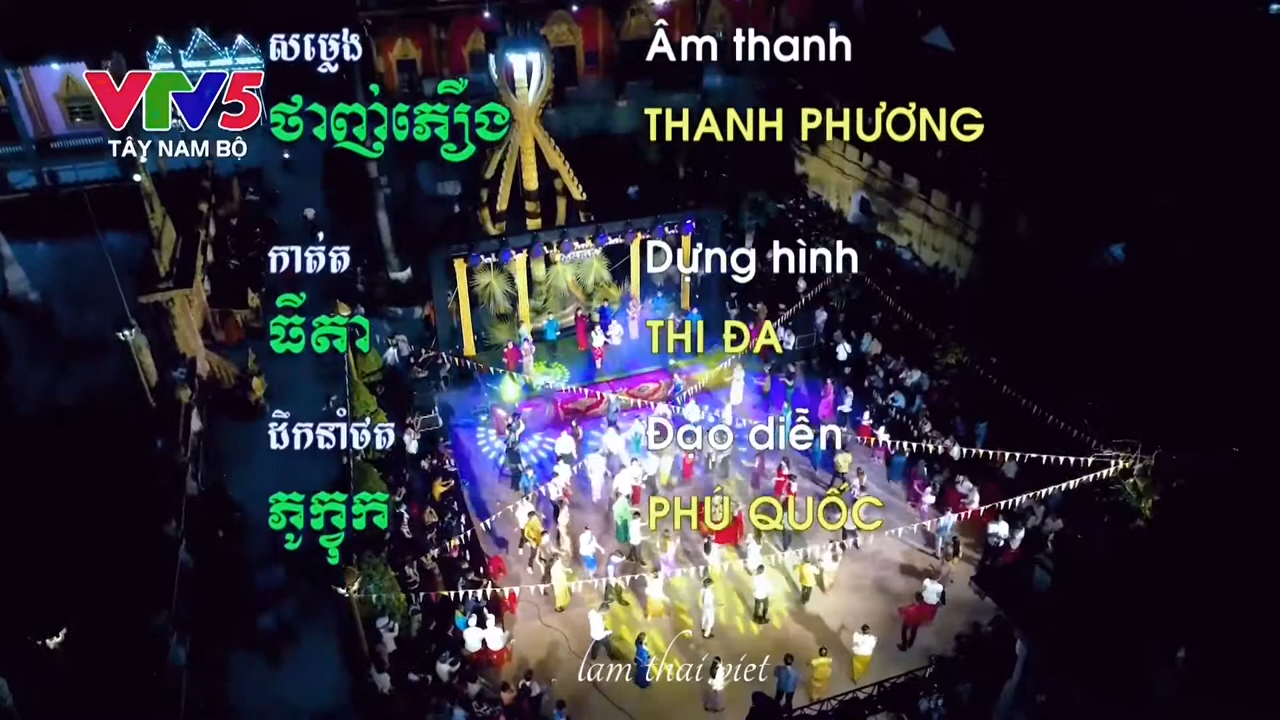 សម្លេង
Âm thanh
VTV5
TÂY NAM BỘ
ថាញ់ភឿង
THANH PHƯƠNG
កាត់ត
Dựng hình
ធីតា
THI ĐA
ដឹកនាំថត
Đạo diễn
ភូកួុក
PHÚ QUỐC
lam thai viet